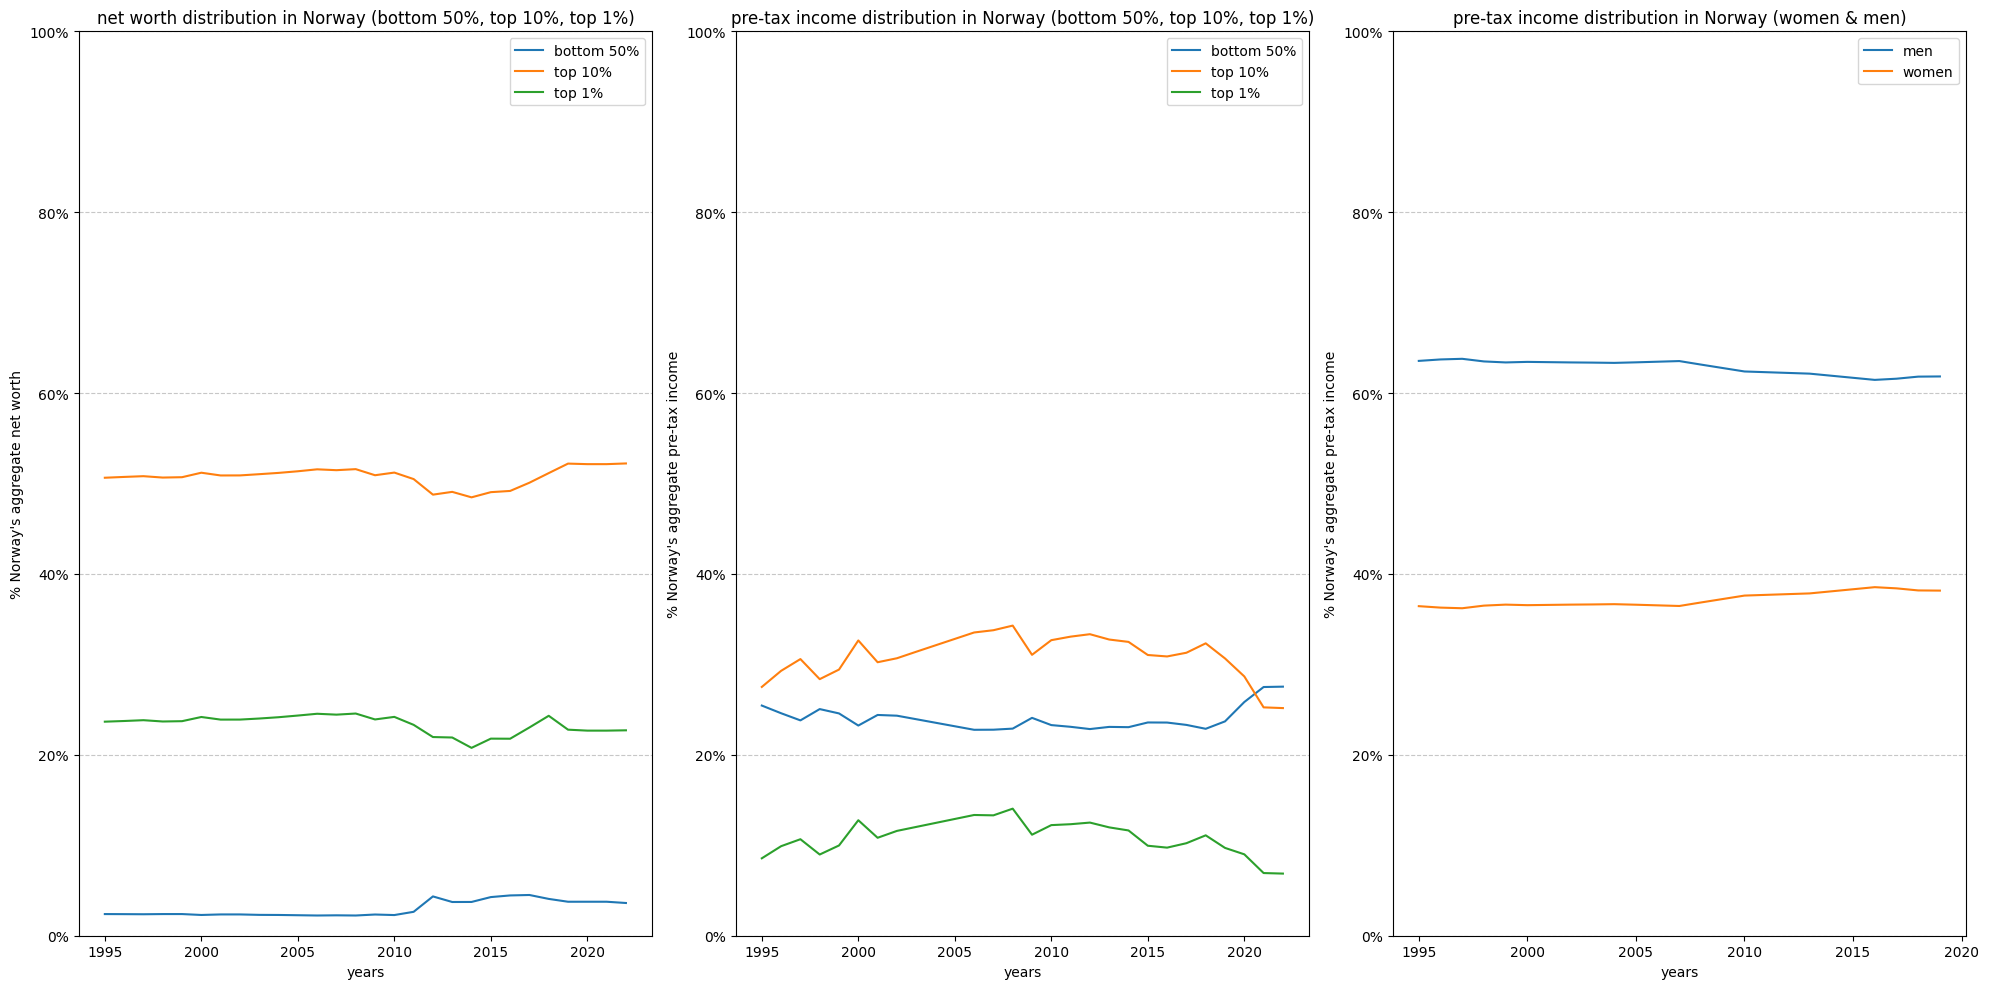 net worth distribution in Norway (bottom 50%, top 10%, top 1%)
100%
80%
60%
40%
20%
0%
% Norway's aggregate net worth
bottom 50%
top 10%
top 1%
1995
2000
2005
2010
2015
2020
years
pre-tax income distribution in Norway (bottom 50%, top 10%, top 1%)
100%
80%
60%
40%
20%
0%
% Norway's aggregate pre-tax income
bottom 50%
top 10%
top 1%
1995
2000
2005
2010
2015
2020
years
pre-tax income distribution in Norway (women & men)
100%
80%
60%
40%
20%
0%
% Norway's aggregate pre-tax income
men
women
1995
2000
2005
2010
2015
2020
years